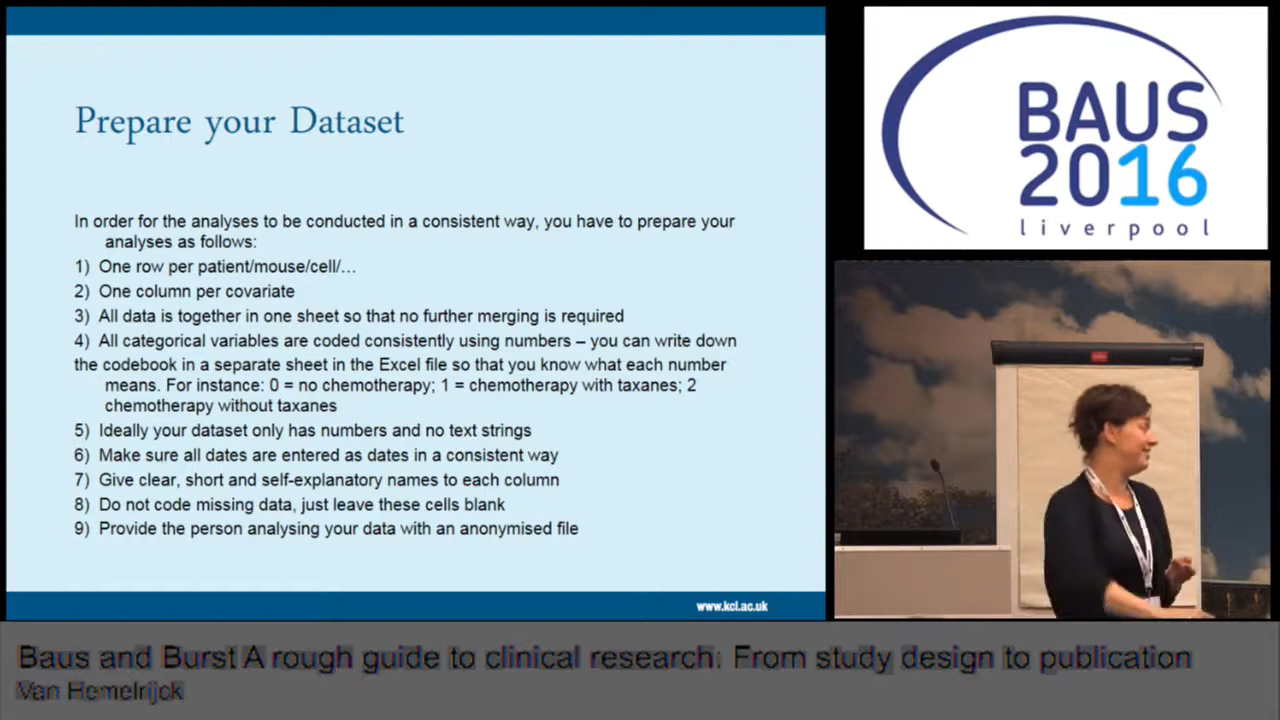 Prepare your Dataset
In order for the analyses to be conducted in a consistent way, you have to prepare your
analyses as follows:
1) One row per patient/mouse/cell/…
2) One column per covariate
3) All data is together in one sheet so that no further merging is required
4) All categorical variables are coded consistently using numbers – you can write down
the codebook in a separate sheet in the Excel file so that you know what each number
means. For instance: 0 = no chemotherapy; 1 = chemotherapy with taxanes; 2
chemotherapy without taxanes
5) Ideally your dataset only has numbers and no text strings
6) Make sure all dates are entered as dates in a consistent way
7) Give clear, short and self-explanatory names to each column
8) Do not code missing data, just leave these cells blank
9) Provide the person analysing your data with an anonymised file
www.kcl.ac.uk
BAUS
2016
liverpool
Baus and Burst A rough guide to clinical research: From study design to publication
Van Hemelrijck